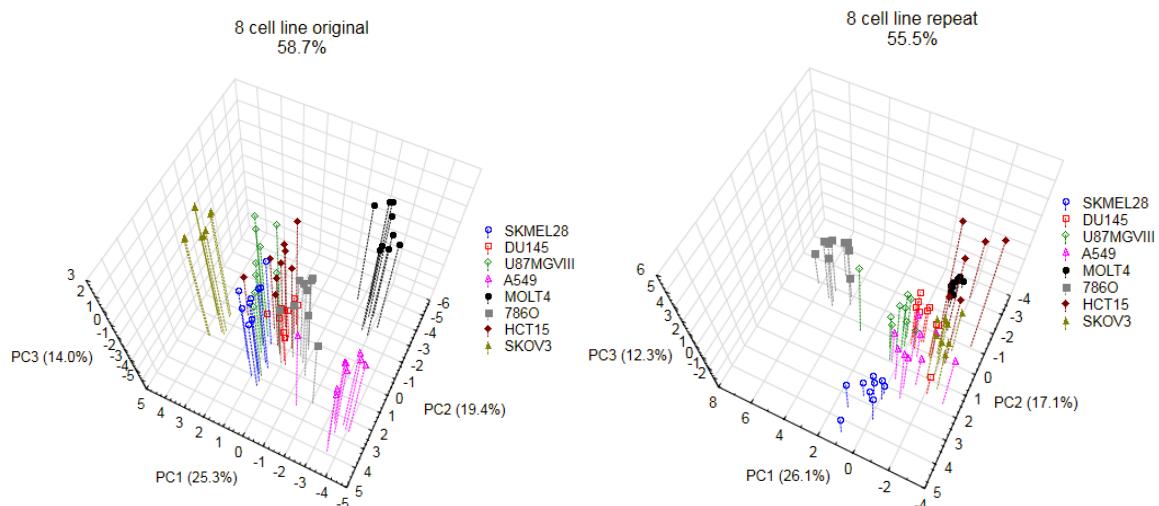 8 cell line original
58.7%
3
2
1
0
-1
-2
-3
-4
-5
PC3 (14.0%)
5
4
3
2
1
0
-1
-2
-3
-4
-5
PC1 (25.3%)
-6
-5
-4
-3
-2
-1
0
1
2
3
4
5
PC2 (19.4%)
SKMEL28
DU145
U87MGVIII
A549
MOLT4
786O
HCT15
SKOV3
8 cell line repeat
55.5%
6
5
4
3
2
1
0
-1
-2
PC3 (12.3%)
8
6
4
2
0
-2
-4
PC1 (26.1%)
-4
-3
-2
-1
0
1
2
3
4
5
PC2 (17.1%)
SKMEL28
DU145
U87MGVIII
A549
MOLT4
786O
HCT15
SKOV3